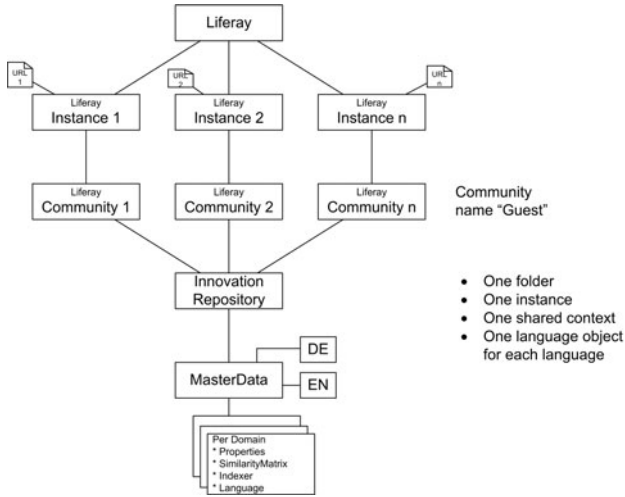 Liferay
URL
1
URL
2
URL
n
Liferay
Instance 1
Liferay
Instance 2
Liferay
Instance n
Liferay
Community 1
Liferay
Community 2
Liferay
Community n
Community
name “Guest”
Innovation
Repository
• One folder
• One instance
• One shared context
• One language object
for each language
DE
MasterData
EN
Per Domain
* Properties
* SimilarityMatrix
* Indexer
* Language